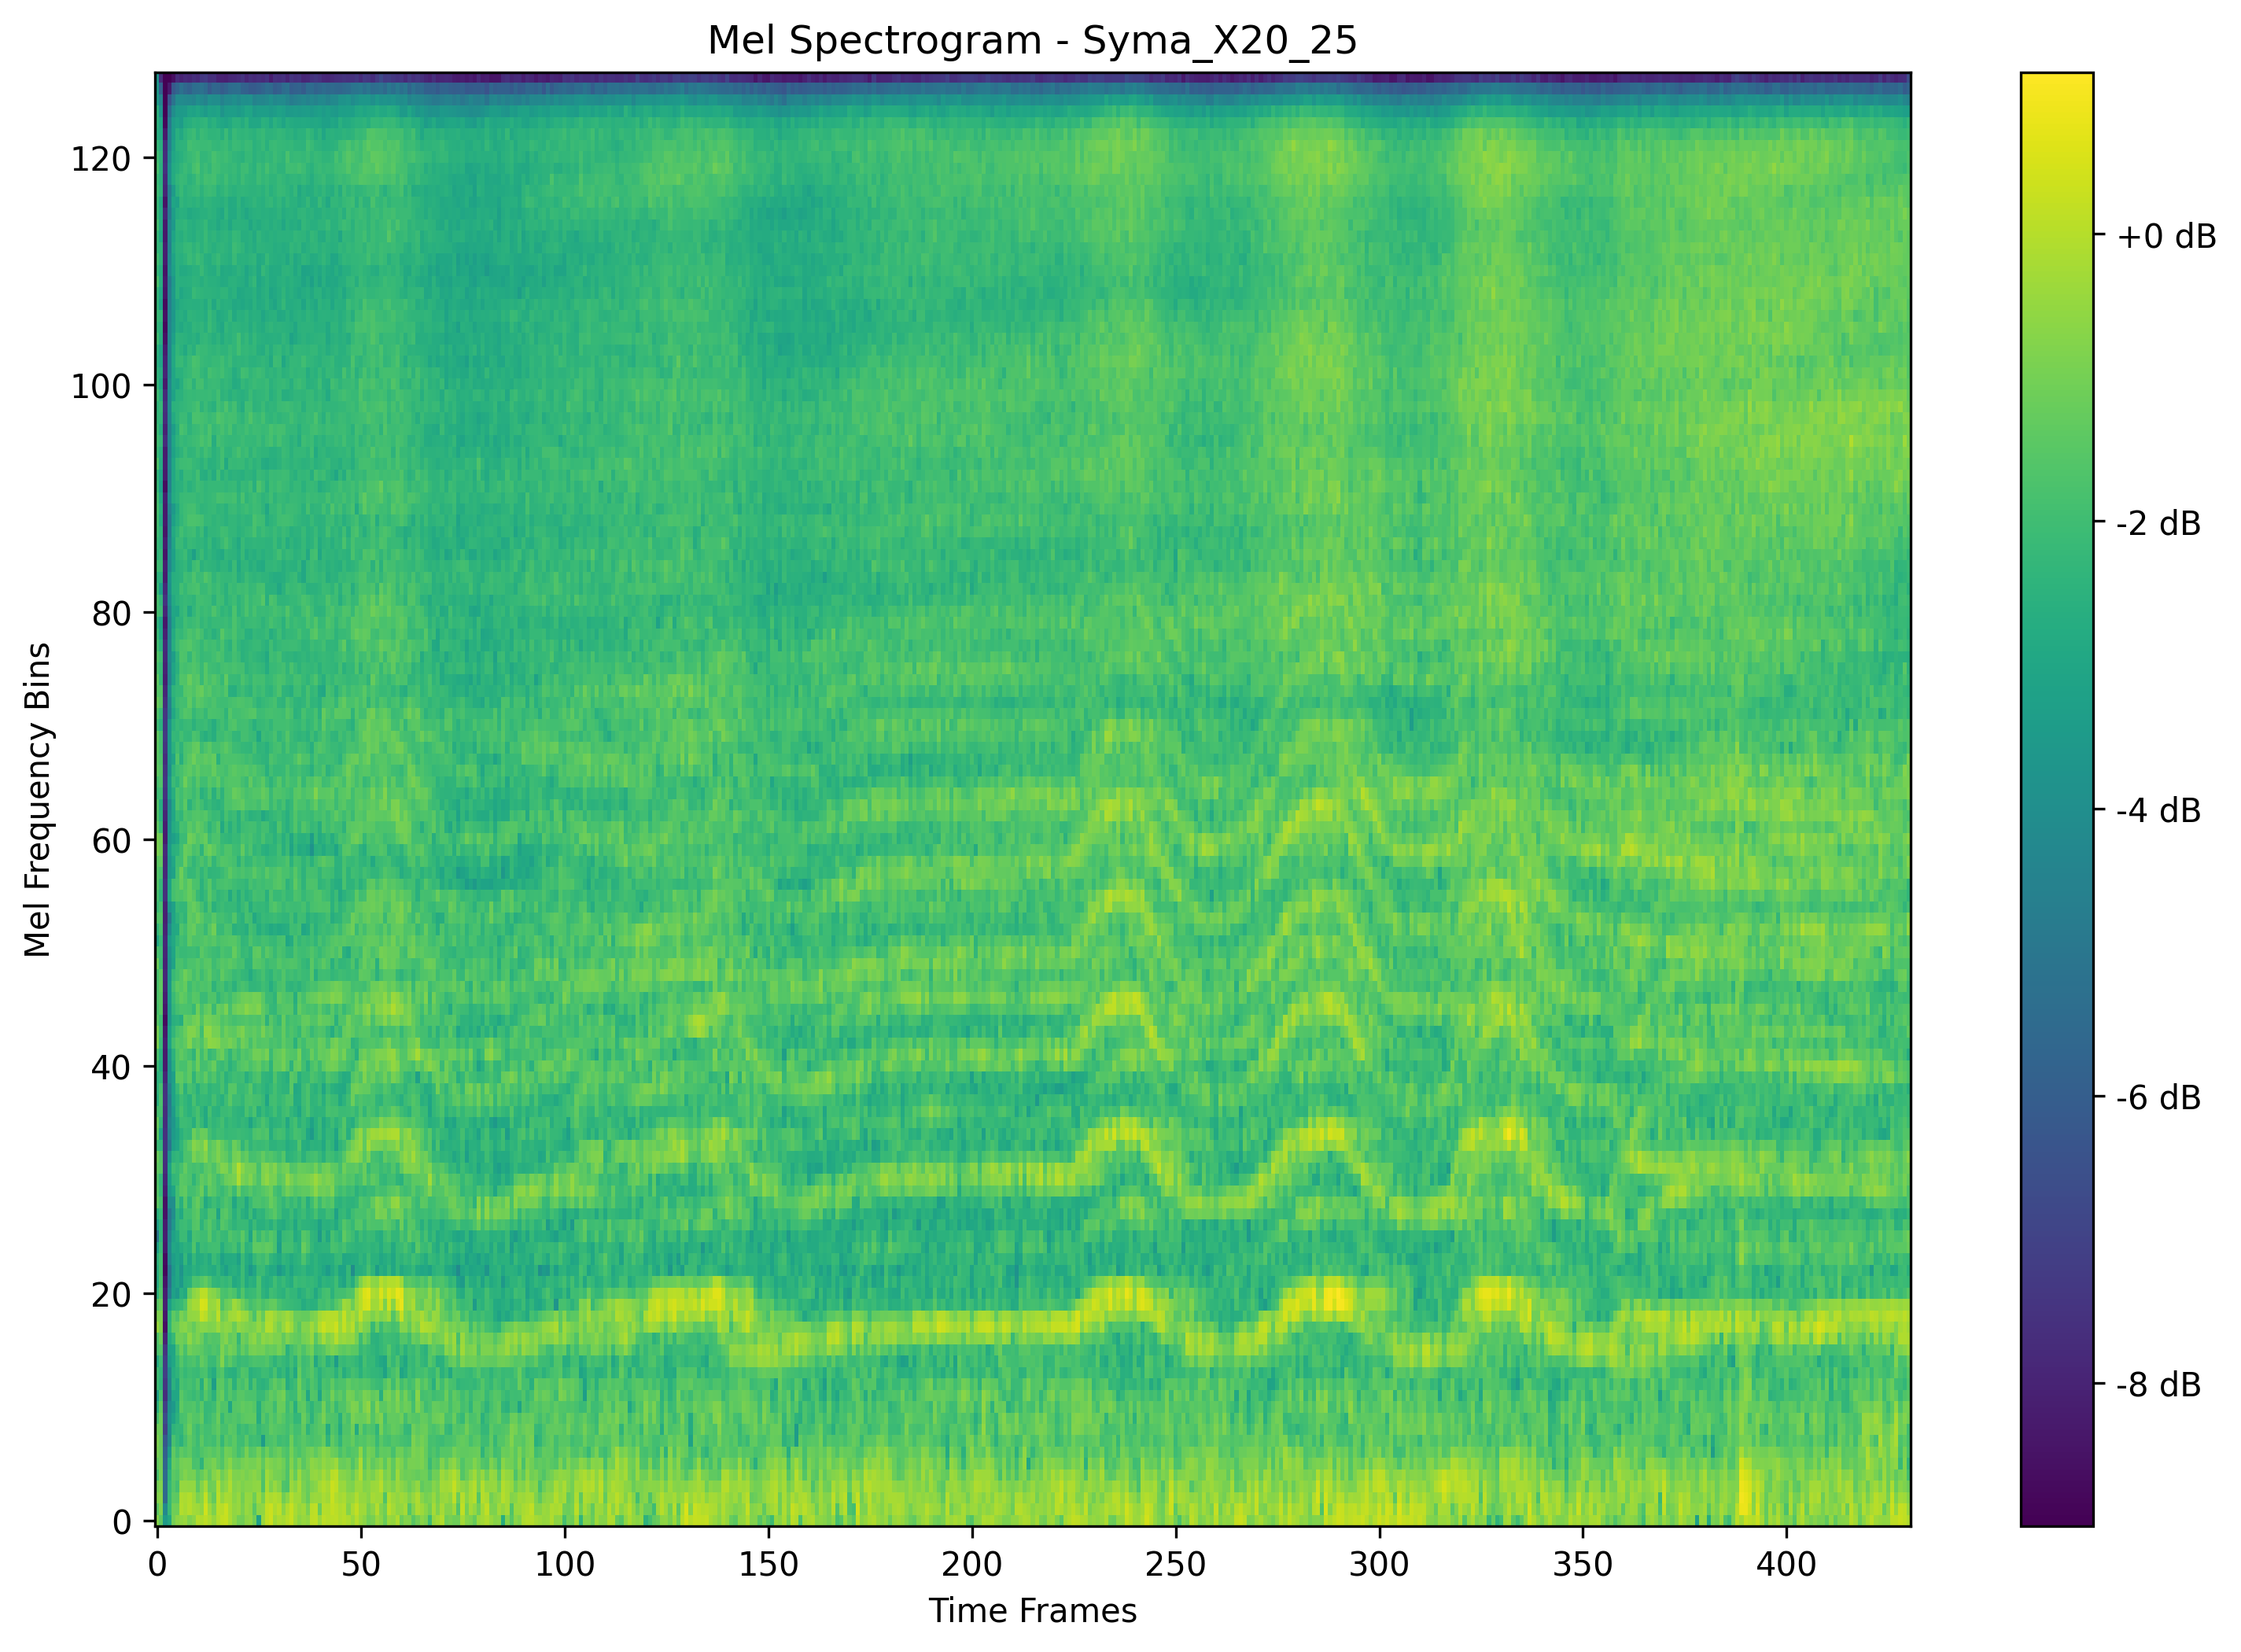 Mel Spectrogram - Syma_X20_25
Mel Frequency Bins
120
100
80
60
40
20
0
0 50 100 150 200 250 300 350 400
Time Frames
+0 dB
-2 dB
-4 dB
-6 dB
-8 dB